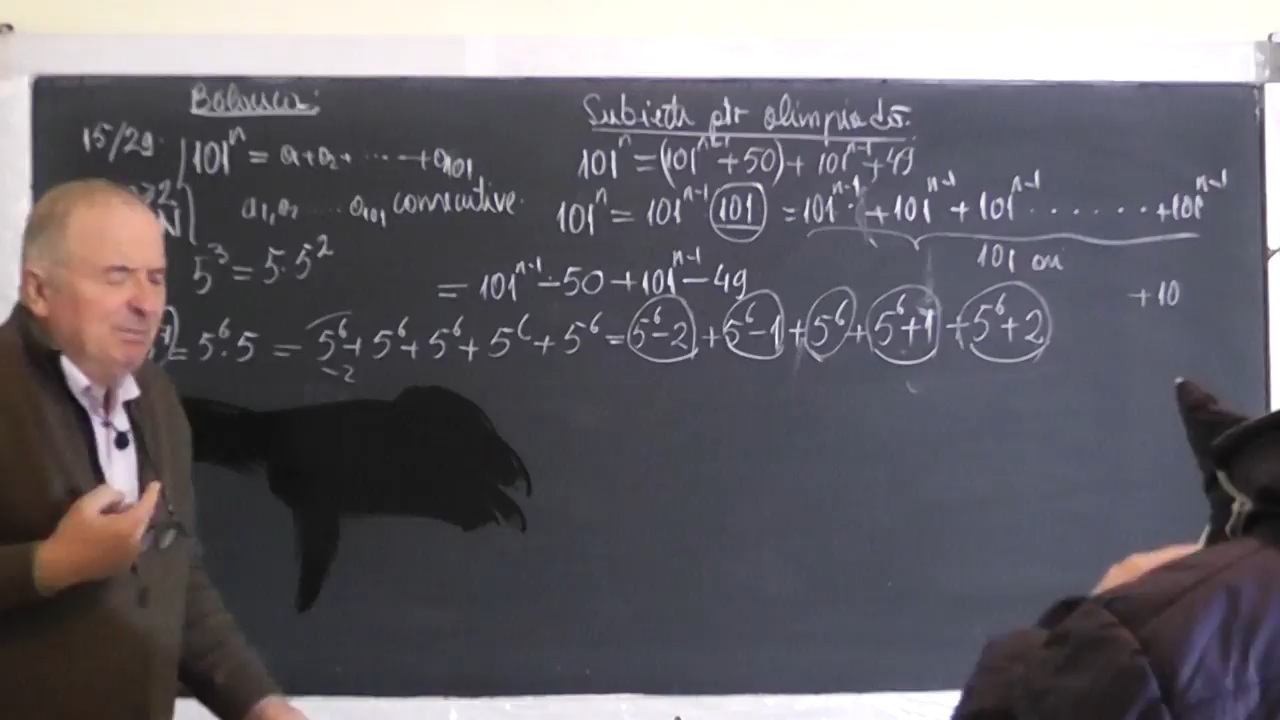 Subiecte ptr olimpiadă.
15/29. 101ⁿ = a₁+a₂+ ..... +a₁₀₁
101ⁿ = (101ⁿ⁻¹+50)+ 101ⁿ⁻¹+49
a₁,a₂ ..... a₁₀₁ consecutive.
101ⁿ = 101ⁿ⁻¹ 101 = 101ⁿ⁻¹ +101ⁿ⁻¹ + 101ⁿ⁻¹ ....... +101ⁿ⁻¹
5³ = 5·5²
101 ori
= 101ⁿ⁻¹-50+101ⁿ⁻¹-49
+10
= 5⁶·5 = 5⁶+5⁶+5⁶+5⁶+5⁶ = 5⁶-2 + 5⁶-1 + 5⁶ + 5⁶+1 + 5⁶+2
-2